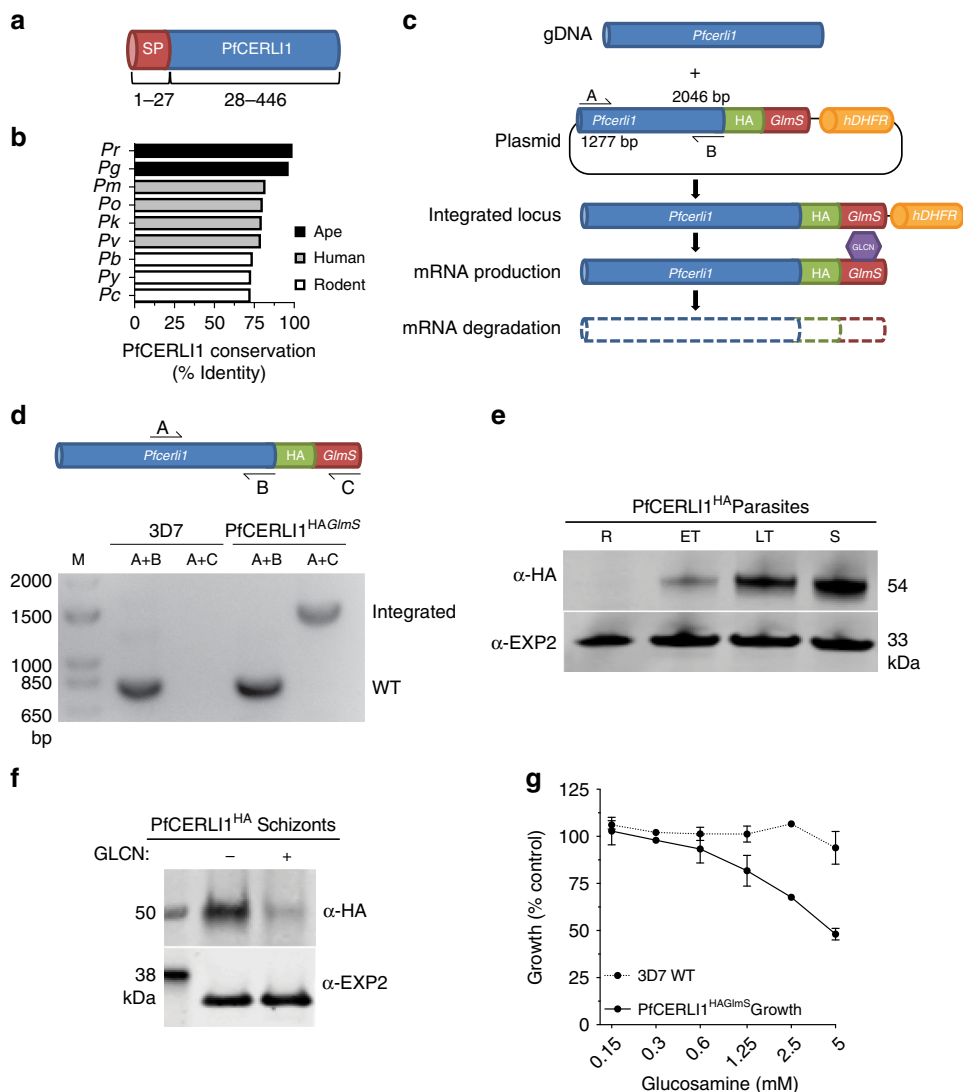 a
SP
PfCERLI1
1–27
28–446
b
Pr
Pg
Pm
Po
Pk
Pv
Pb
Py
Pc
Ape
Human
Rodent
0
25
50
75
100
PfCERLI1 conservation
(% Identity)
c
gDNA
Pfcerli1
+
A
2046 bp
Plasmid
Pfcerli1
HA
GlmS
hDHFR
1277 bp
B
Integrated locus
Pfcerli1
HA
GlmS
hDHFR
GLCN
mRNA production
Pfcerli1
HA
GlmS
mRNA degradation
d
A
Pfcerli1
HA
GlmS
B
C
3D7
PfCERLI1HAGlmS
M
A+B
A+C
A+B
A+C
2000
1500
1000
850
650
bp
Integrated
WT
e
PfCERLI1HA Parasites
R
ET
LT
S
α-HA
54
α-EXP2
33
kDa
f
PfCERLI1HA Schizonts
GLCN:
–
+
50
α-HA
38
kDa
α-EXP2
g
125
100
75
50
25
0
Growth (% control)
3D7 WT
PfCERLI1HAGlmS Growth
0.15
0.3
0.6
1.25
2.5
5
Glucosamine (mM)